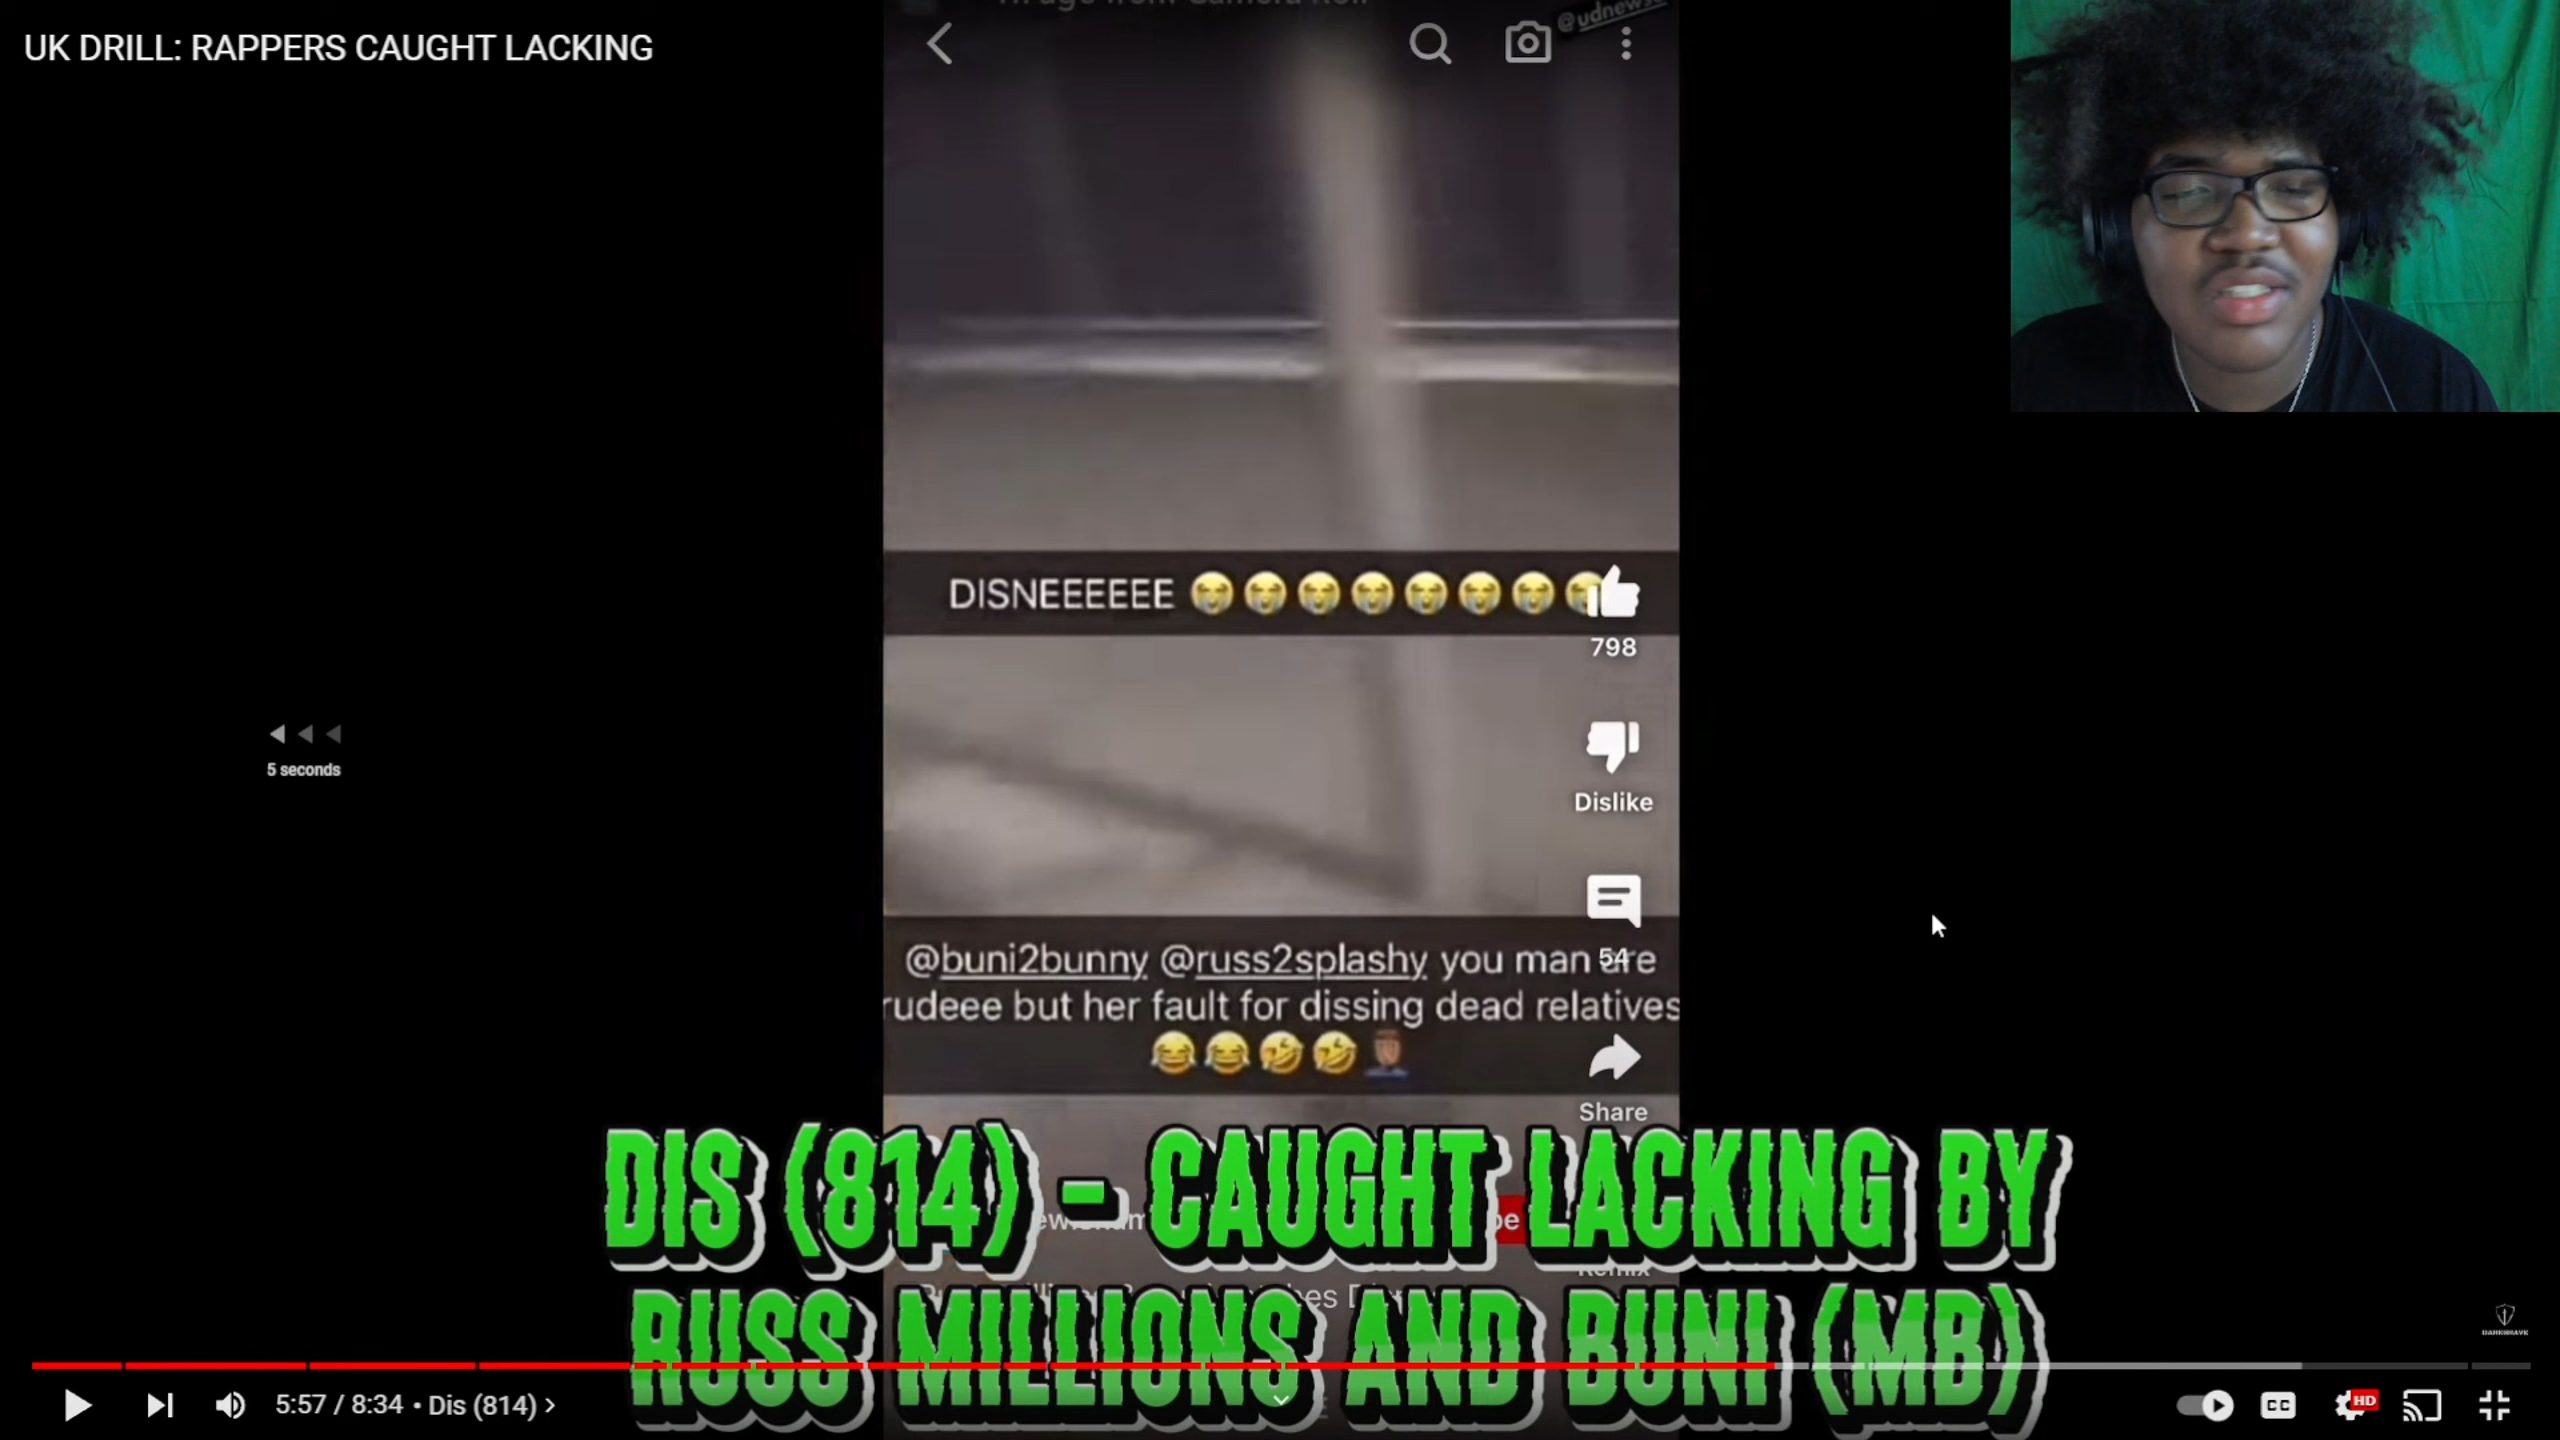 UK DRILL: RAPPERS CAUGHT LACKING
@udnews
DISNEEEEEE 😭😭😭😭😭😭😭😭
798
Dislike
54
@buni2bunny @russ2splashy you man are
rudeee but her fault for dissing dead relatives
😂😂🤣🤣🤦🏽‍♂️
Share
DIS (814) - CAUGHT LACKING BY
Remix
RUSS MILLIONS AND BUNI (MB)
5 seconds
5:57 / 8:34 • Dis (814) ›
CC
HD